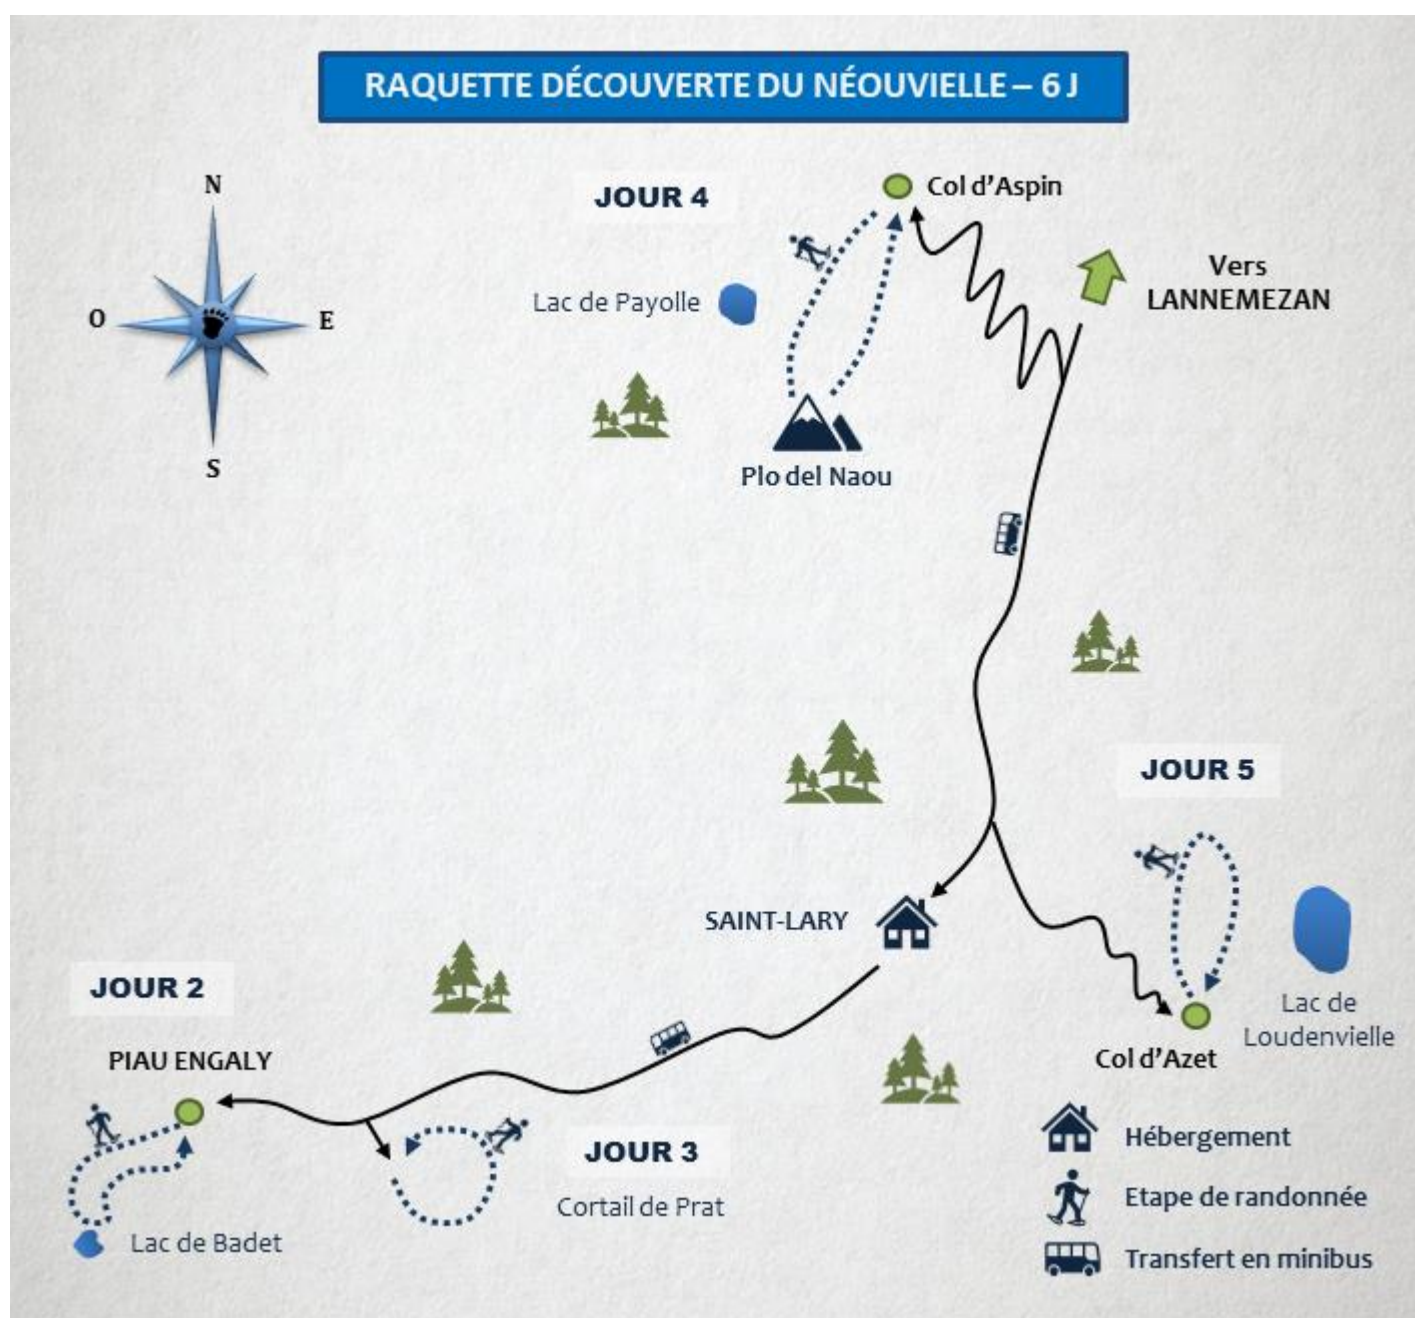 RAQUETTE DÉCOUVERTE DU NÉOUVIELLE – 6 J
N
O
E
S
JOUR 4
Col d'Aspin
Lac de Payolle
Vers
LANNEMEZAN
Plo del Naou
JOUR 5
SAINT-LARY
Lac de
Loudenvielle
Col d'Azet
JOUR 2
PIAU ENGALY
Lac de Badet
JOUR 3
Cortail de Prat
Hébergement
Etape de randonnée
Transfert en minibus